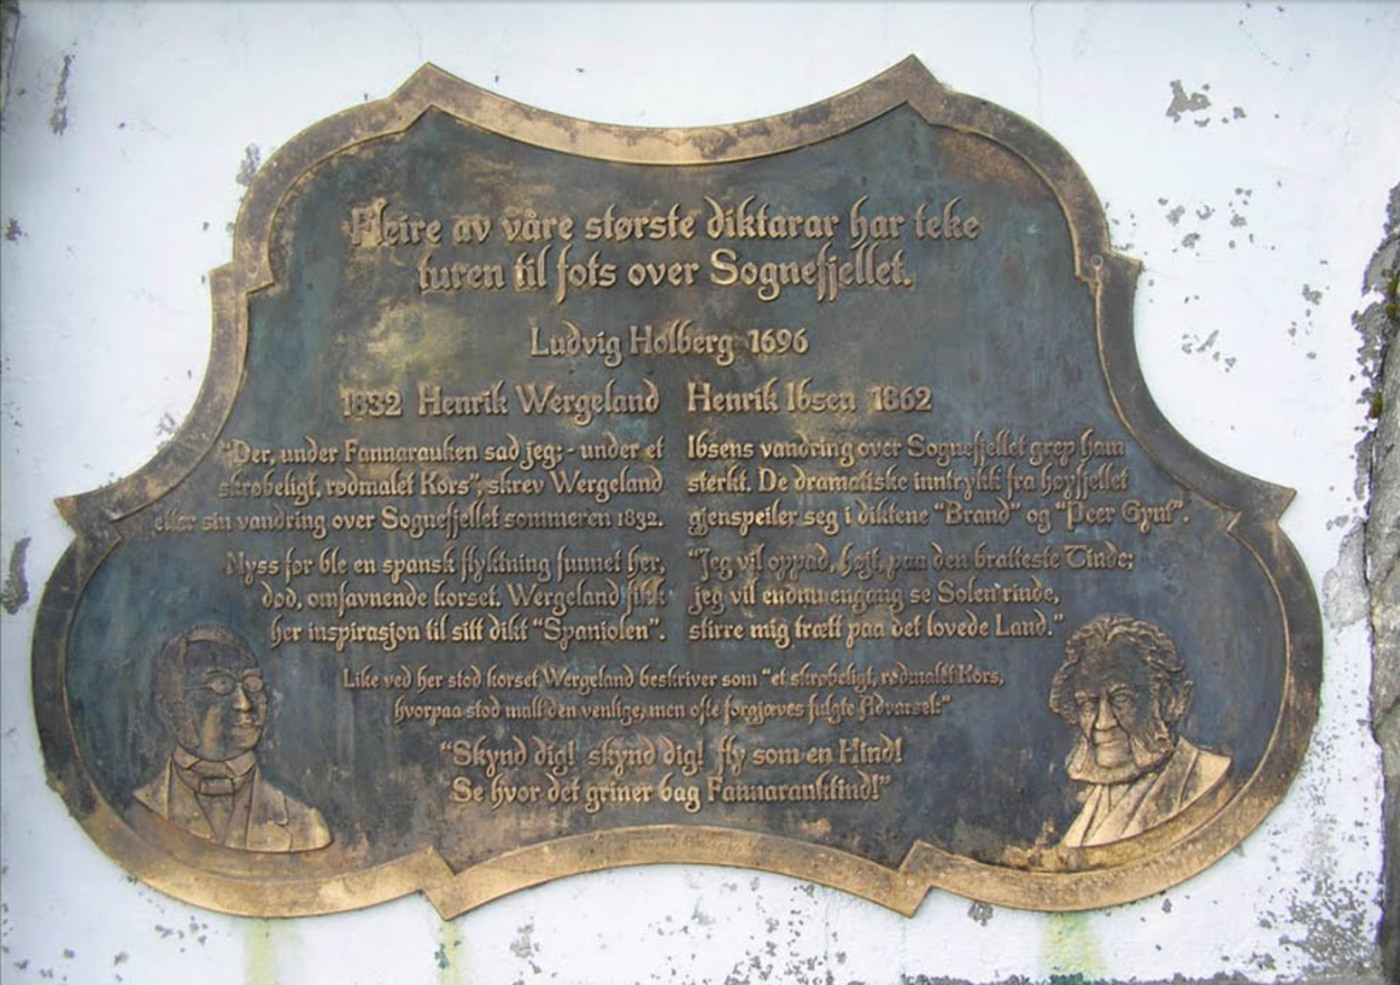 Fleire av våre største diktarar har teke
turen til fots over Sognefjellet.
Ludvig Holberg 1696
1832 Henrik Wergeland
"Der, under Fannarauken sad jeg; - under et
skrøbeligt, rødmalet Kors", skrev Wergeland
etter sin vandring over Sognefjellet sommeren 1832.
Nyss før ble en spansk flyktning funnet her,
død, omfavnende korset. Wergeland fikk
her inspirasjon til sitt dikt "Spaniolen".
Henrik Ibsen 1862
Ibsens vandring over Sognefjellet grep ham
sterkt. De dramatiske inntrykk fra høyfjellet
gjenspeiler seg i diktene "Brand" og "Peer Gynt".
"Jeg vil oppad, højt, paa den bratteste Tinde;
jeg vil endnu engang se Solen rinde,
stirre mig træt paa det lovede Land."
Like ved her stod korset Wergeland beskriver som "et skrøbeligt, rødmalet Kors,
hvorpaa stod malt den venlige, men ofte forgjæves fulgte Advarsel:"
"Skynd dig! skynd dig! fly som en Hind!
Se hvor det griner bag Fannaranktind!"